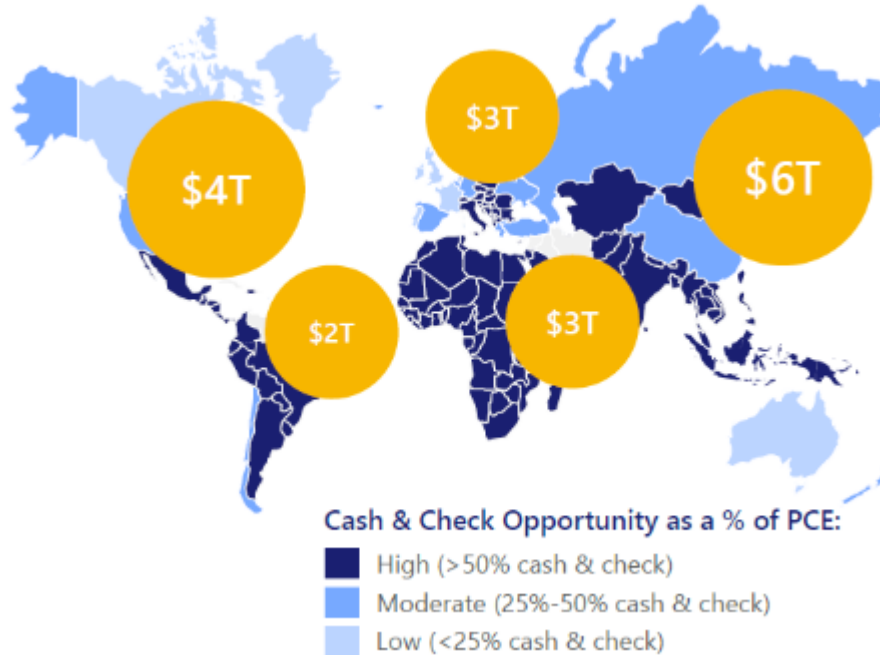 $3T
$4T
$6T
$2T
$3T
Cash & Check Opportunity as a % of PCE:
High (>50% cash & check)
Moderate (25%-50% cash & check)
Low (<25% cash & check)